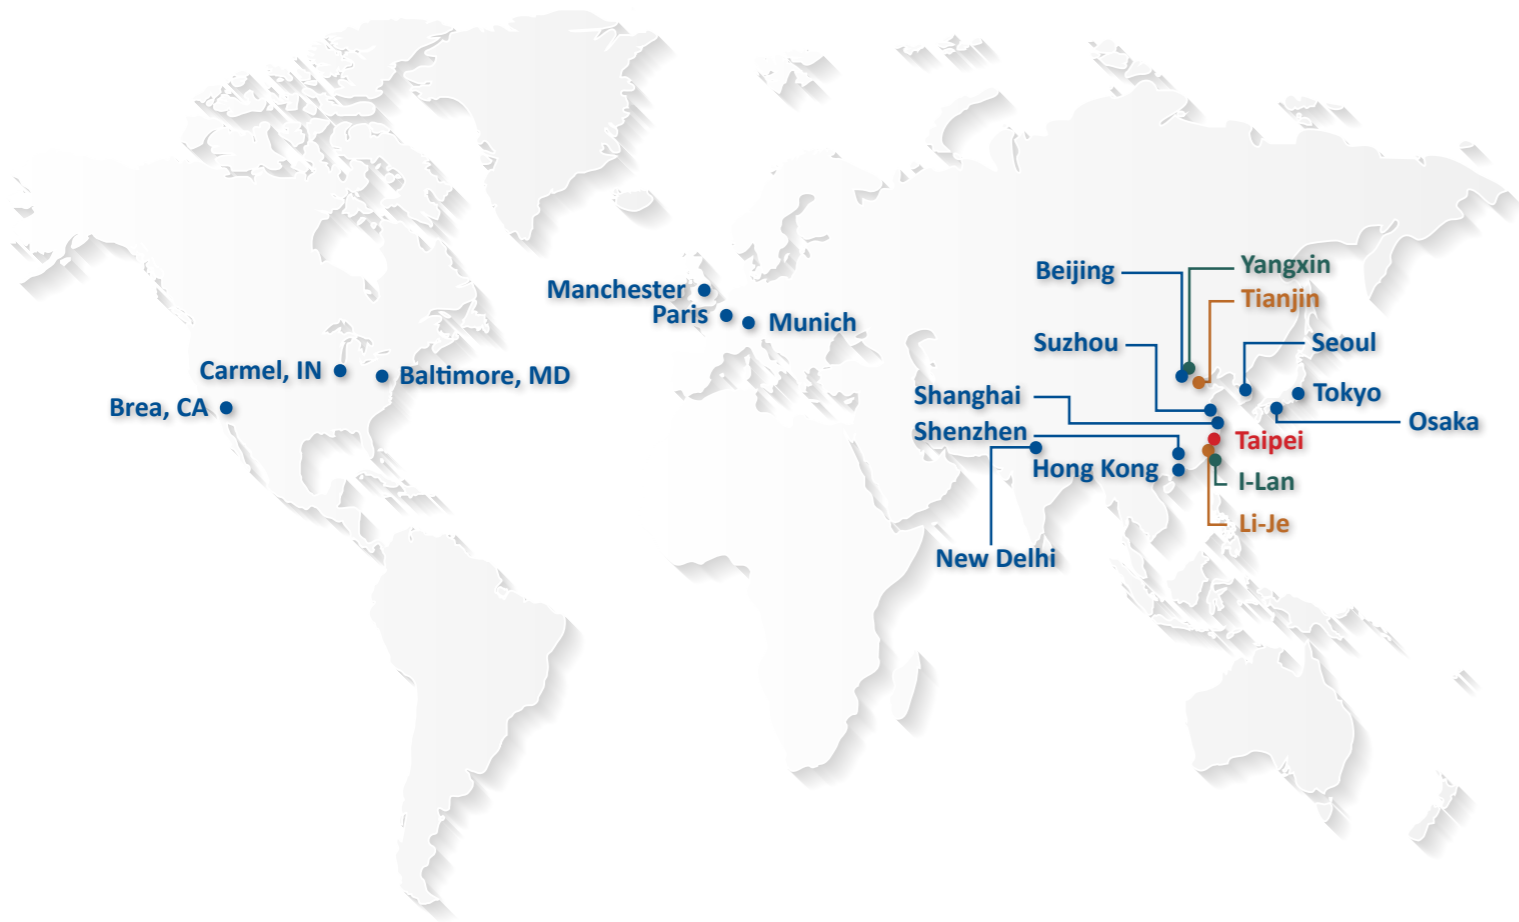 Beijing
Yangxin
Manchester
Tianjin
Paris
Munich
Suzhou
Seoul
Carmel, IN
Baltimore, MD
Shanghai
Tokyo
Brea, CA
Osaka
Shenzhen
Taipei
Hong Kong
I-Lan
Li-Je
New Delhi